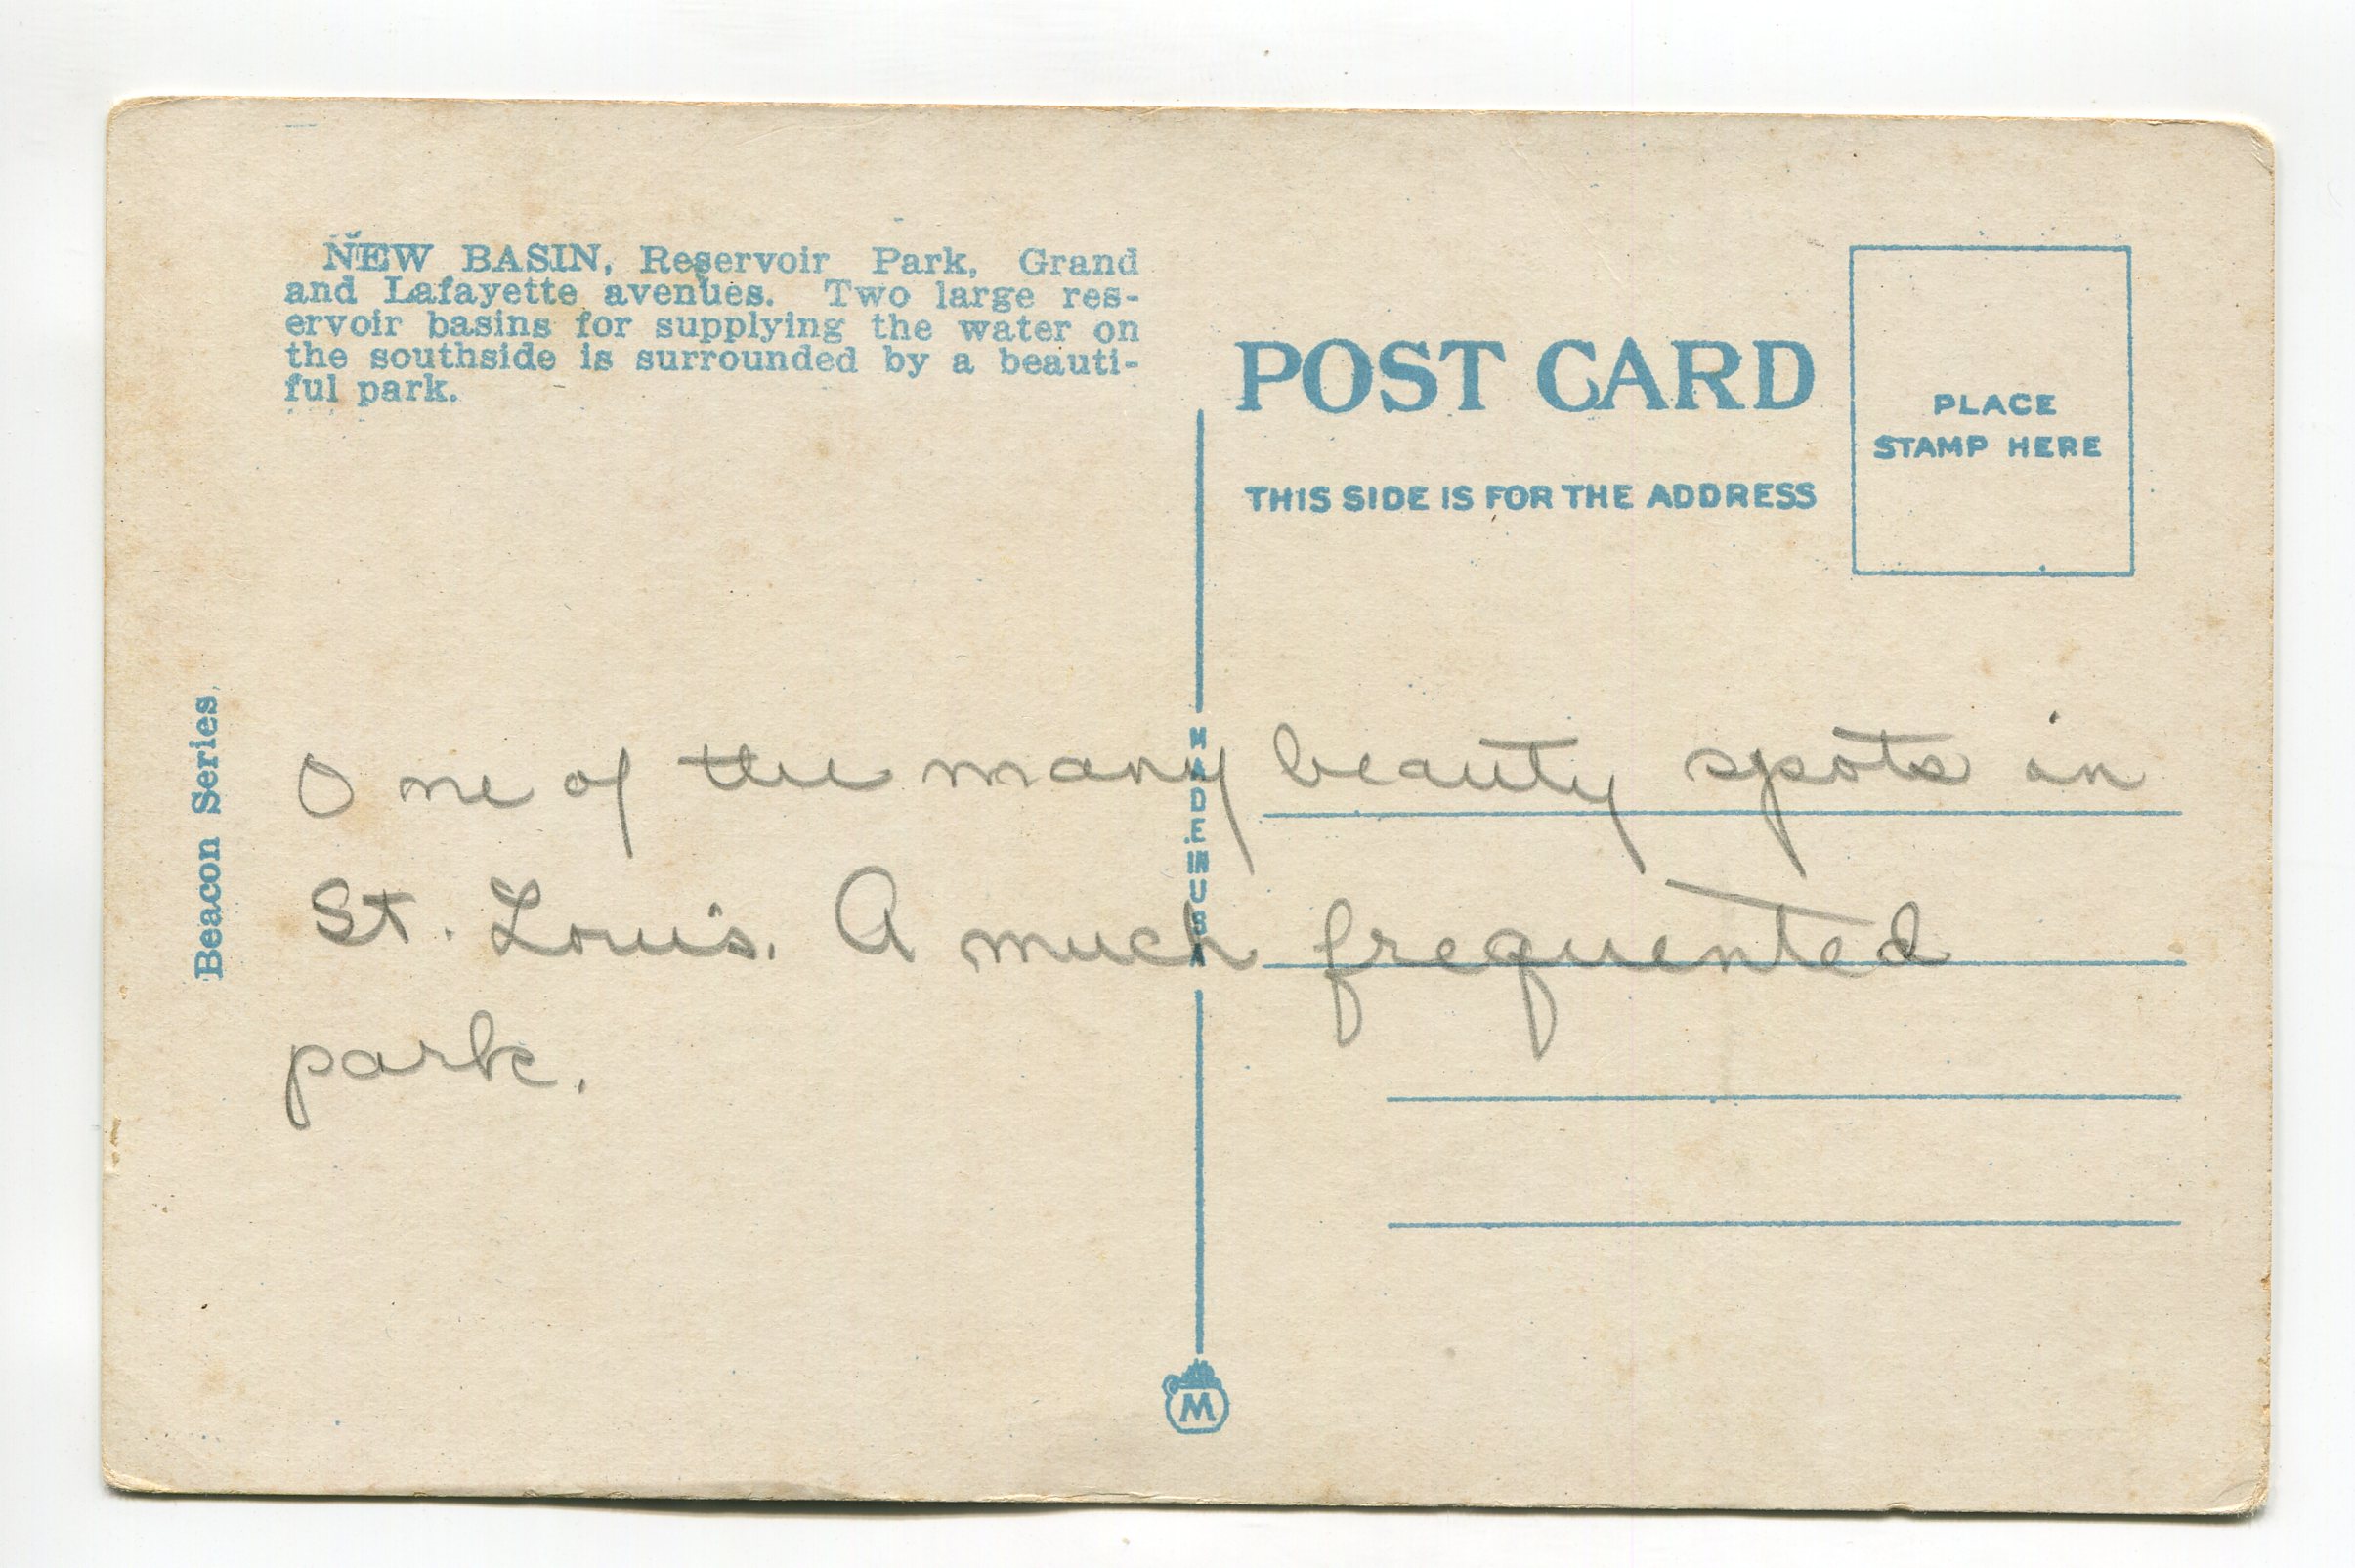 NEW BASIN, Reservoir Park, Grand
and Lafayette avenues. Two large res-
ervoir basins for supplying the water on
the southside is surrounded by a beauti-
ful park.
POST CARD
THIS SIDE IS FOR THE ADDRESS
PLACE
STAMP HERE
Beacon Series.
MADE IN U S A
One of the many beauty spots in
St. Louis. A much frequented
park.
M